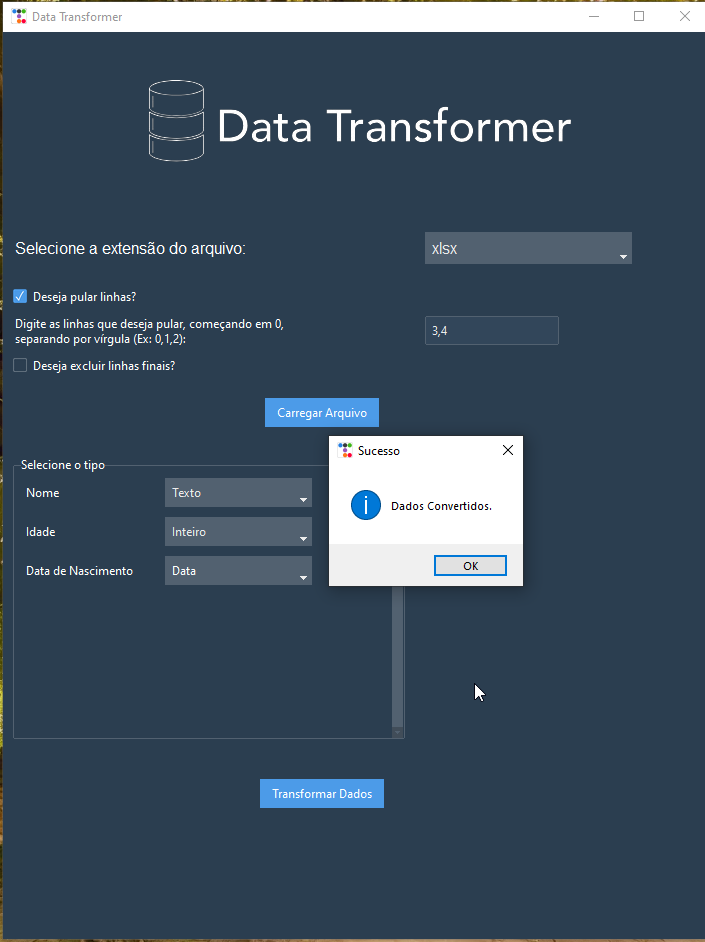 Data Transformer
Data Transformer
Selecione a extensão do arquivo:
xlsx
Deseja pular linhas?
Digite as linhas que deseja pular, começando em 0,
separando por vírgula (Ex: 0,1,2):
3,4
Deseja excluir linhas finais?
Carregar Arquivo
Selecione o tipo
Nome
Texto
Idade
Inteiro
Data de Nascimento
Data
Sucesso
Dados Convertidos.
OK
Transformar Dados